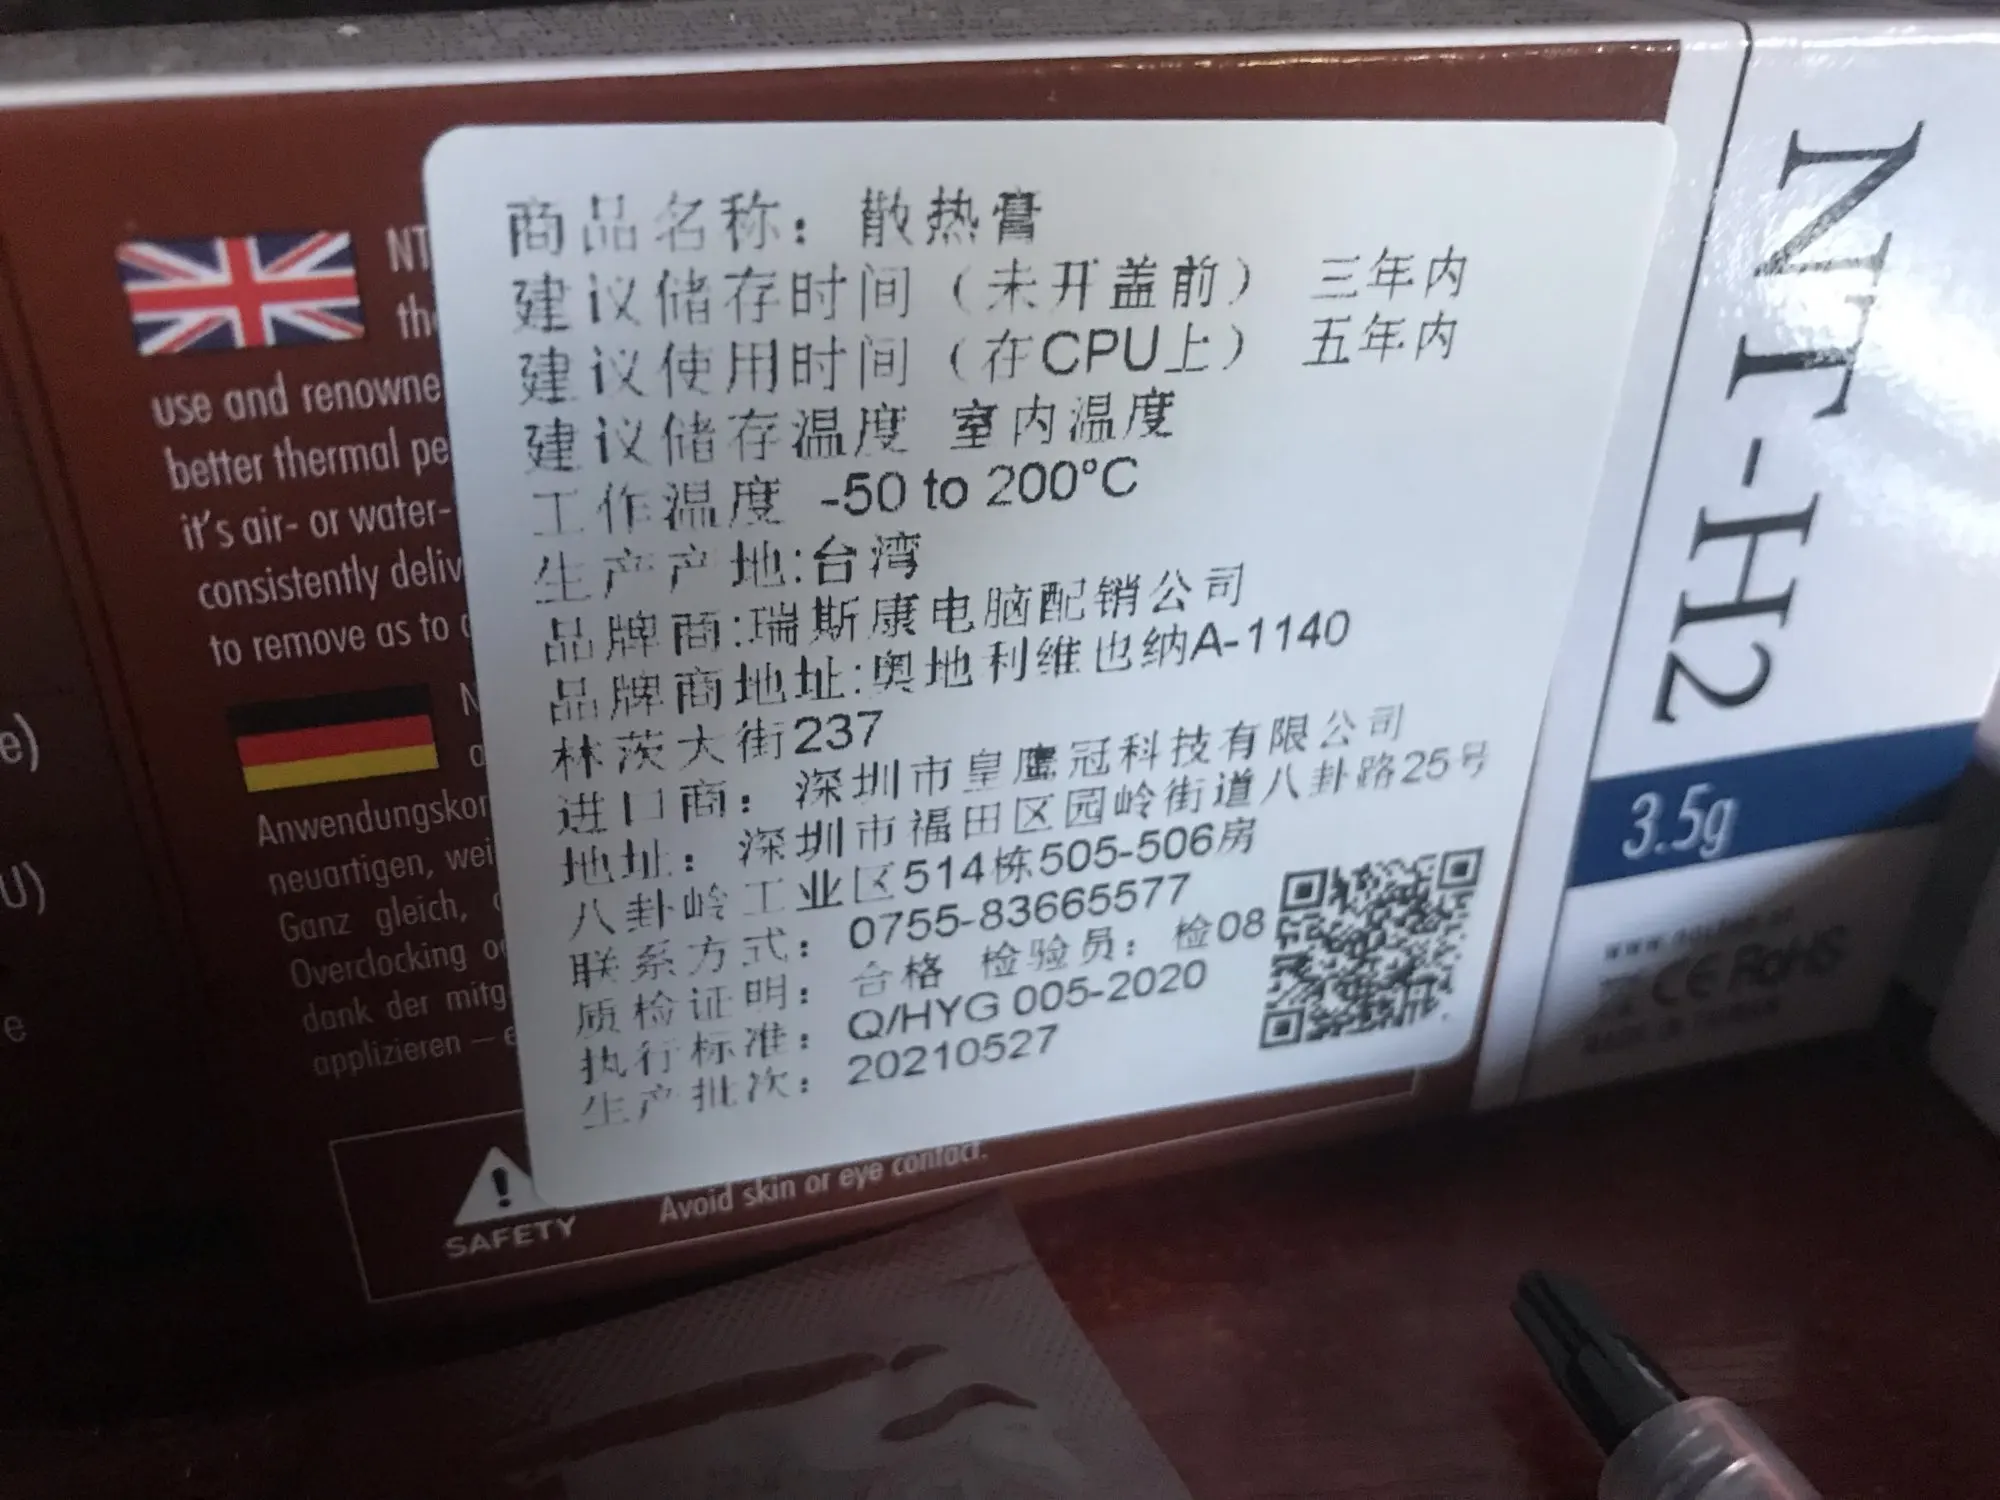 商品名称：散热膏
建议储存时间（未开盖前） 三年内
建议使用时间（在CPU上） 五年内
建议储存温度 室内温度
工作温度 -50 to 200°C
生产产地:台湾
品牌商:瑞斯康电脑配销公司
品牌商地址:奥地利维也纳A-1140
林茨大街237
进口商：深圳市皇鹰冠科技有限公司
地址：深圳市福田区园岭街道八卦路25号
八卦岭工业区514栋505-506房
联系方式：0755-83665577
质检证明：合格 检验员：检08
执行标准：Q/HYG 005-2020
生产批次：20210527
NT
use and renowne
better thermal pe
it's air- or water-
consistently deliv
to remove as to
Anwendungskor
neuartigen, wei
Ganz gleich,
Overclocking
dank der mitg
applizieren – e
SAFETY
Avoid skin or eye contact.
e)
U)
e
NT-H2
3.5g
CE RoHS